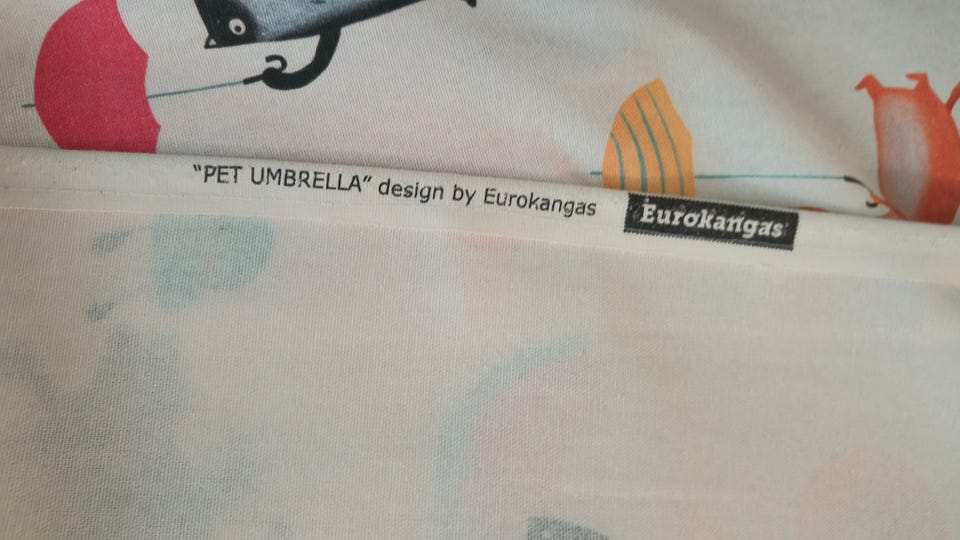 “PET UMBRELLA” design by Eurokangas
Eurokangas